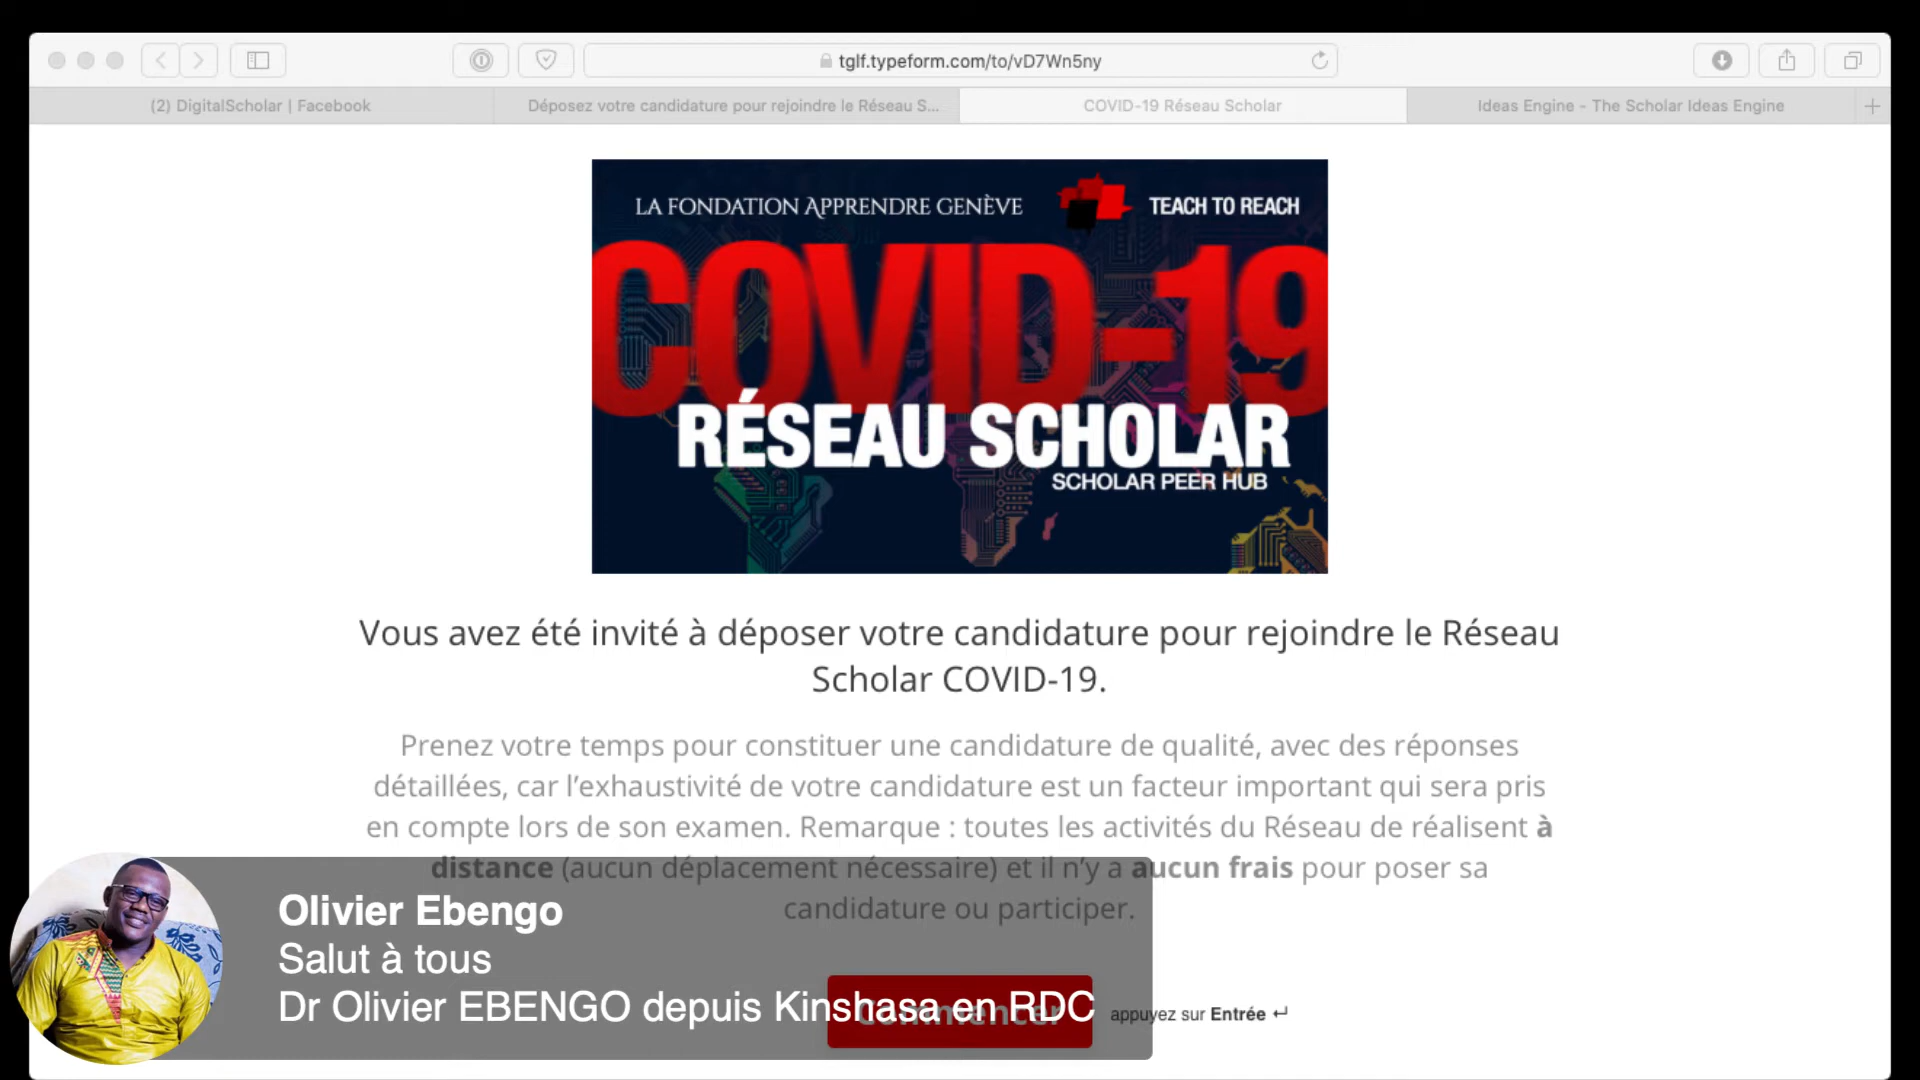 tglf.typeform.com/to/vD7Wn5ny
(2) DigitalScholar | Facebook
Déposez votre candidature pour rejoindre le Réseau S...
COVID-19 Réseau Scholar
Ideas Engine - The Scholar Ideas Engine
LA FONDATION APPRENDRE GENÈVE
TEACH TO REACH
COVID-19
RÉSEAU SCHOLAR
SCHOLAR PEER HUB
Vous avez été invité à déposer votre candidature pour rejoindre le Réseau
Scholar COVID-19.
Prenez votre temps pour constituer une candidature de qualité, avec des réponses
détaillées, car l’exhaustivité de votre candidature est un facteur important qui sera pris
en compte lors de son examen. Remarque : toutes les activités du Réseau de réalisent à
distance (aucun déplacement nécessaire) et il n’y a aucun frais pour poser sa
candidature ou participer.
Commencer
appuyez sur Entrée ↵
Olivier Ebengo
Salut à tous
Dr Olivier EBENGO depuis Kinshasa en RDC